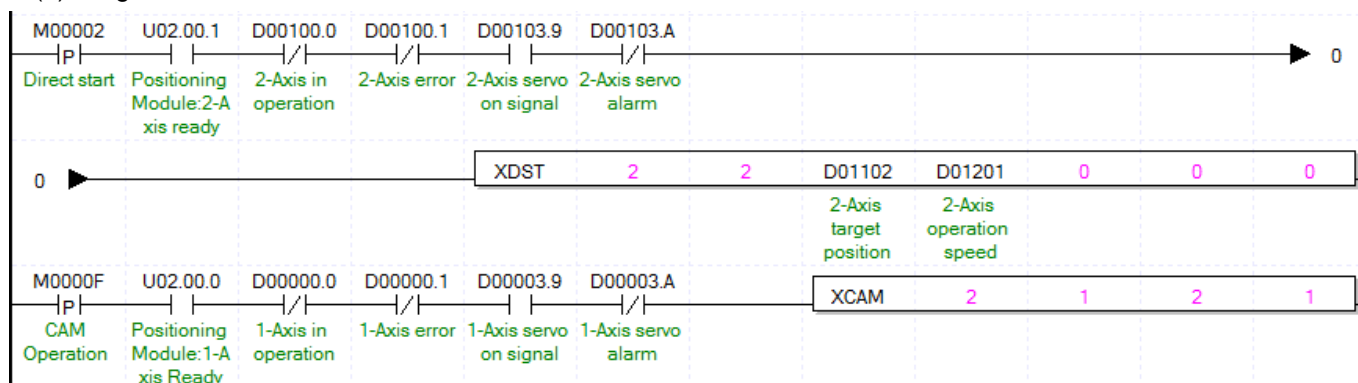 M00002 U02.00.1 D00100.0 D00100.1 D00103.9 D00103.A
P
0
Direct start Positioning 2-Axis in 2-Axis error 2-Axis servo 2-Axis servo
Module:2-A operation on signal alarm
xis ready
0 XDST 2 2 D01102 D01201 0 0 0
2-Axis 2-Axis
target operation
position speed
M0000F U02.00.0 D00000.0 D00000.1 D00003.9 D00003.A
P
XCAM 2 1 2 1
CAM Positioning 1-Axis in 1-Axis error 1-Axis servo 1-Axis servo
Operation Module:1-A operation on signal alarm
xis Ready